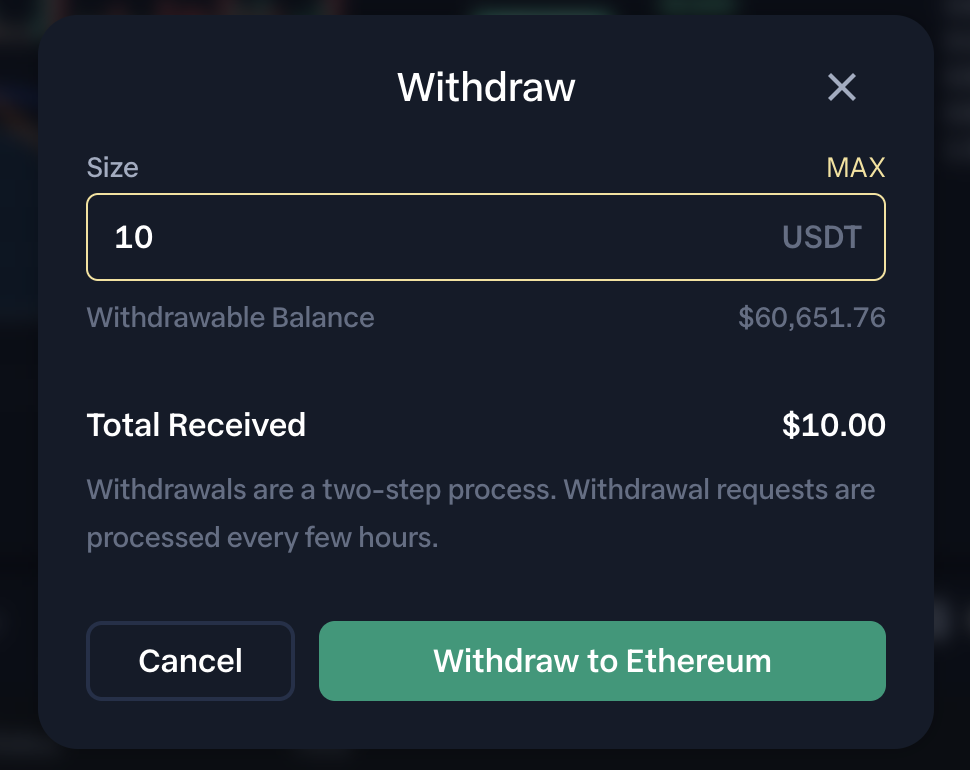 Withdraw
Size MAX
10 USDT
Withdrawable Balance $60,651.76
Total Received $10.00
Withdrawals are a two-step process. Withdrawal requests are
processed every few hours.
Cancel Withdraw to Ethereum